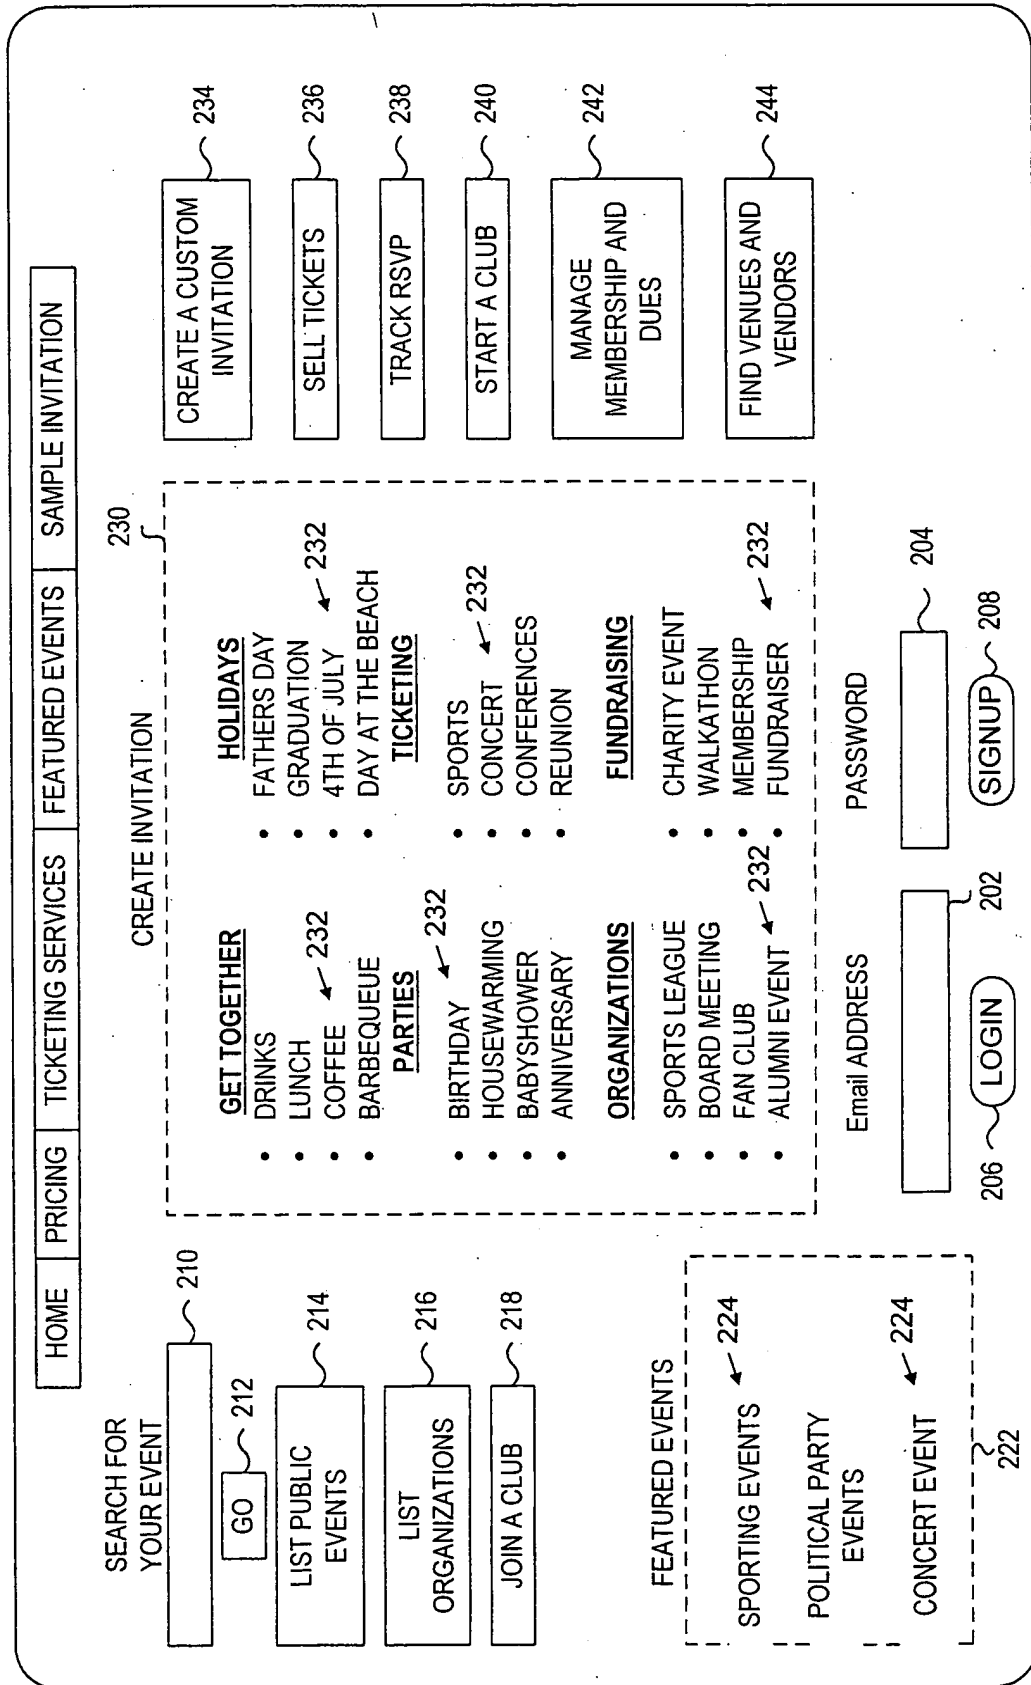 HOME PRICING TICKETING SERVICES FEATURED EVENTS SAMPLE INVITATION
SEARCH FOR
YOUR EVENT
210
GO
212
LIST PUBLIC
EVENTS
214
LIST
ORGANIZATIONS
216
JOIN A CLUB
218
FEATURED EVENTS
SPORTING EVENTS
224
POLITICAL PARTY
EVENTS
CONCERT EVENT
224
222
CREATE INVITATION
230
GET TOGETHER
• DRINKS
• LUNCH
• COFFEE
232
• BARBEQUEUE
PARTIES
232
• BIRTHDAY
• HOUSEWARMING
• BABYSHOWER
• ANNIVERSARY
ORGANIZATIONS
• SPORTS LEAGUE
• BOARD MEETING
• FAN CLUB
232
• ALUMNI EVENT
HOLIDAYS
• FATHERS DAY
• GRADUATION
• 4TH OF JULY
232
• DAY AT THE BEACH
TICKETING
• SPORTS
232
• CONCERT
• CONFERENCES
• REUNION
FUNDRAISING
• CHARITY EVENT
• WALKATHON
• MEMBERSHIP
• FUNDRAISER
232
Email ADDRESS
202
206
LOGIN
PASSWORD
204
SIGNUP
208
CREATE A CUSTOM
INVITATION
234
SELL TICKETS
236
TRACK RSVP
238
START A CLUB
240
MANAGE
MEMBERSHIP AND
DUES
242
FIND VENUES AND
VENDORS
244